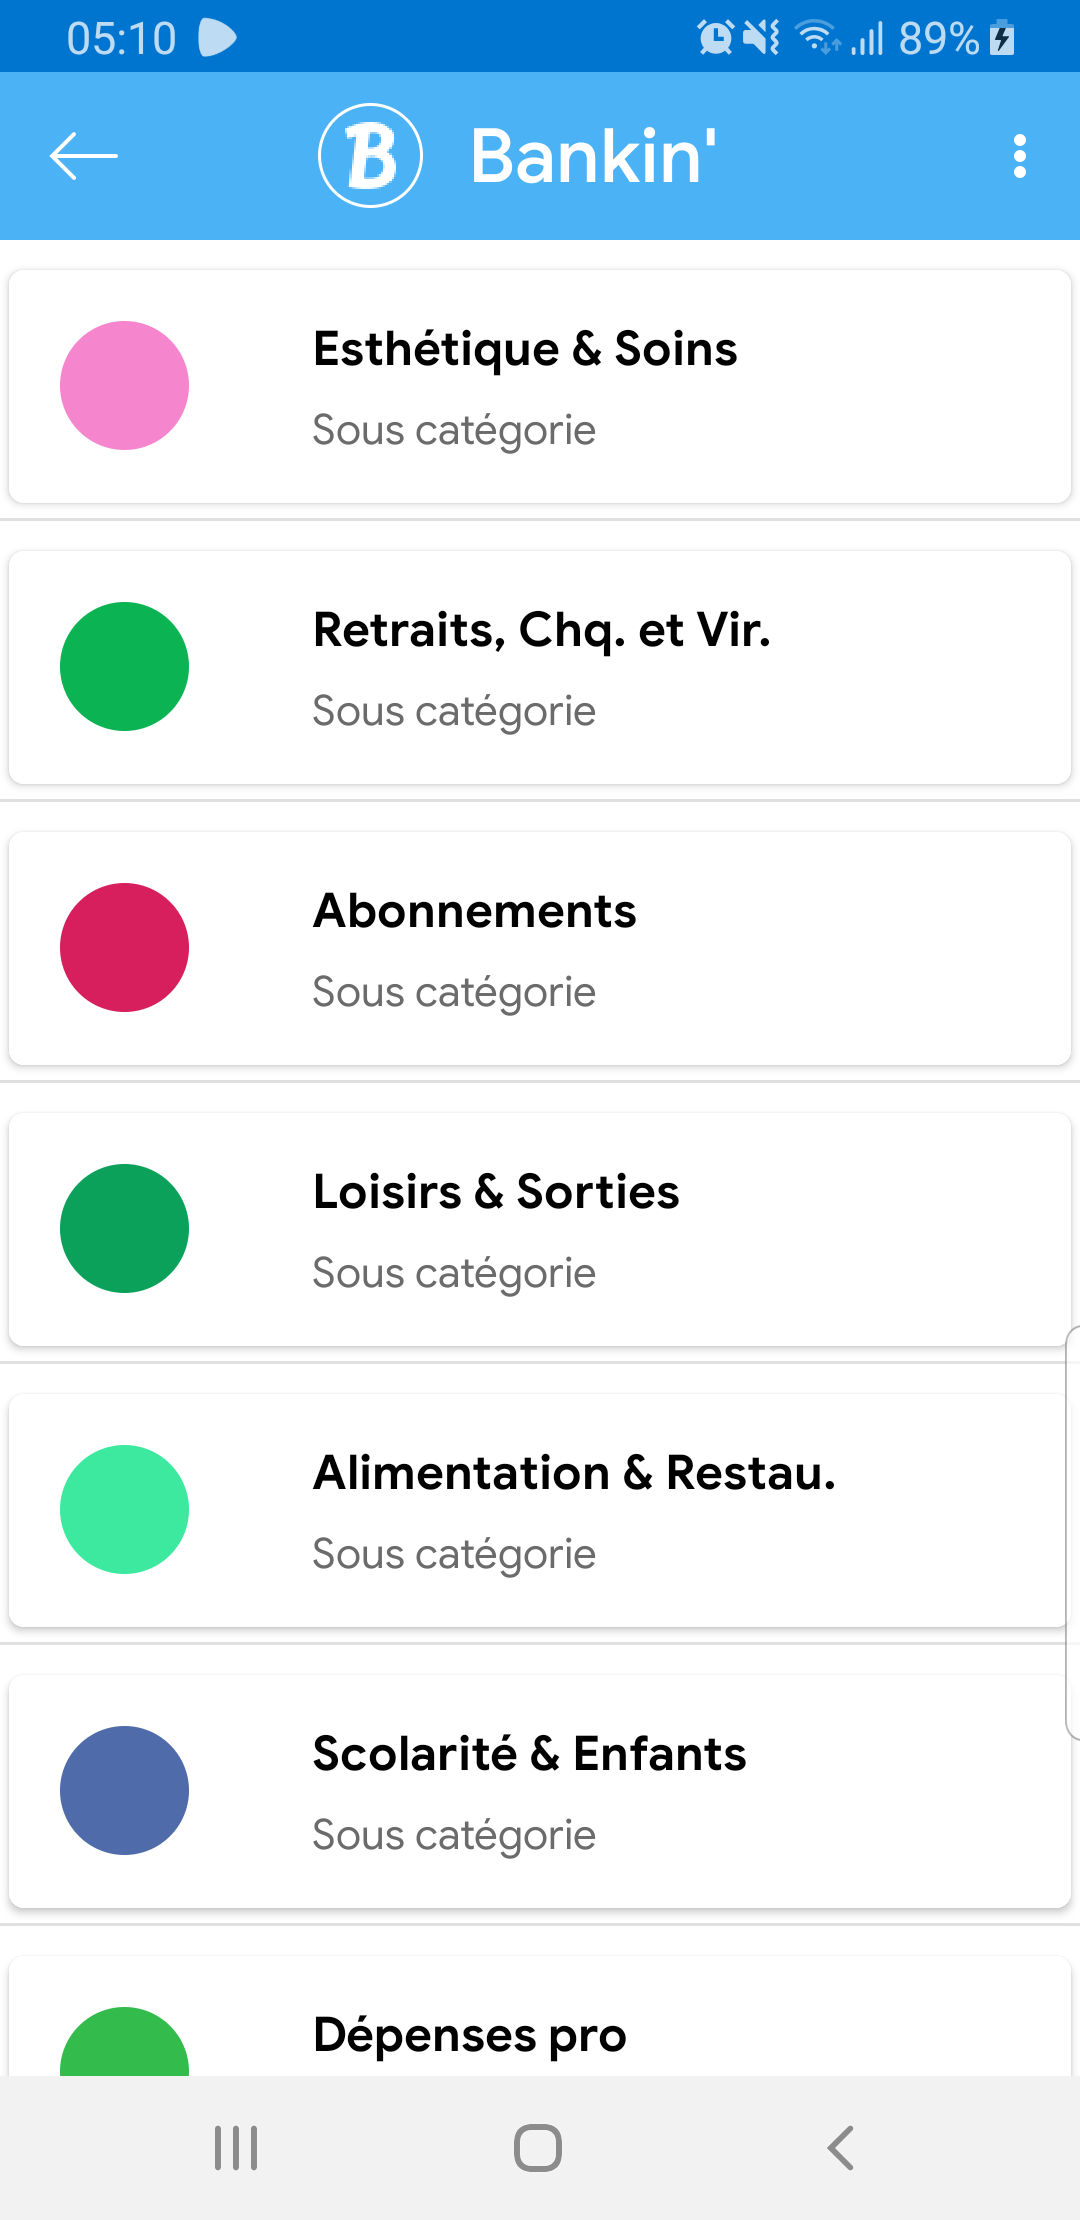 05:10 89%
B Bankin'
Esthétique & Soins
Sous catégorie
Retraits, Chq. et Vir.
Sous catégorie
Abonnements
Sous catégorie
Loisirs & Sorties
Sous catégorie
Alimentation & Restau.
Sous catégorie
Scolarité & Enfants
Sous catégorie
Dépenses pro